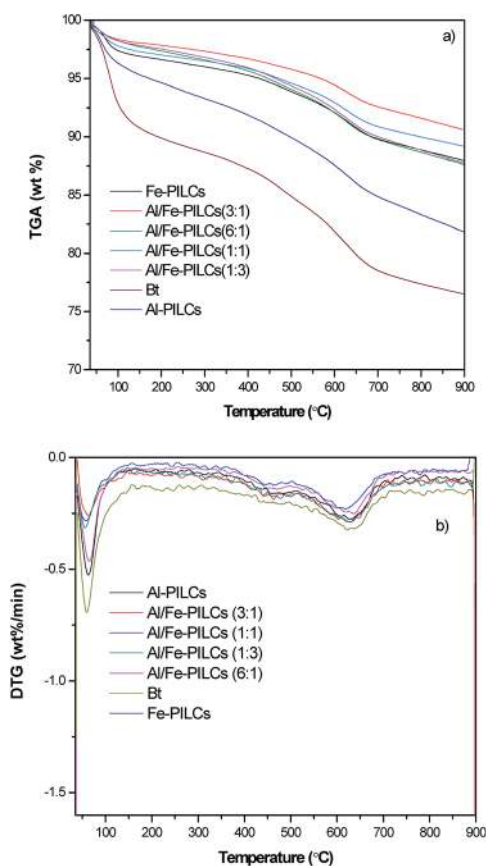 a)
100
95
90
85
80
75
70
TGA (wt %)
Fe-PILCs
Al/Fe-PILCs(3:1)
Al/Fe-PILCs(6:1)
Al/Fe-PILCs(1:1)
Al/Fe-PILCs(1:3)
Bt
Al-PILCs
100 200 300 400 500 600 700 800 900
Temperature (°C)
b)
0.0
-0.5
-1.0
-1.5
DTG (wt%/min)
Al-PILCs
Al/Fe-PILCs (3:1)
Al/Fe-PILCs (1:1)
Al/Fe-PILCs (1:3)
Al/Fe-PILCs (6:1)
Bt
Fe-PILCs
100 200 300 400 500 600 700 800 900
Temperature (°C)